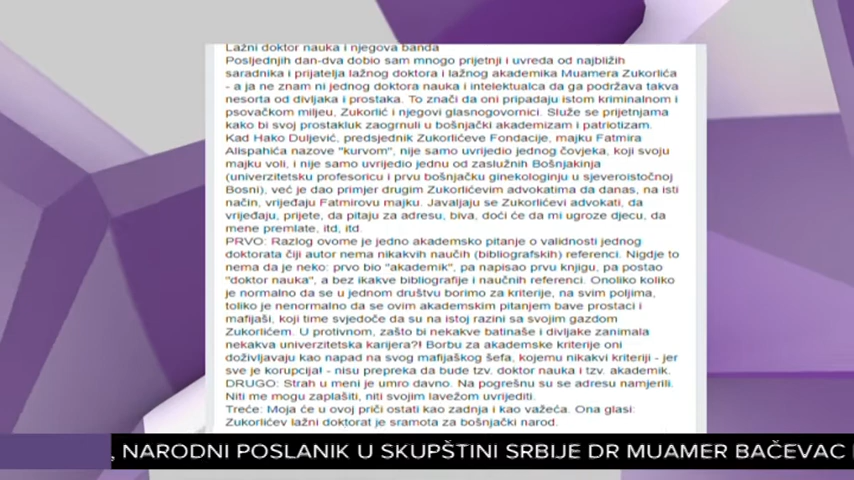 Lažni doktor nauka i njegova banda
Posljednjih dan-dva dobio sam mnogo prijetnji i uvreda od najbližih
saradnika i prijatelja lažnog doktora i lažnog akademika Muamera Zukorlića
- a ja ne znam ni jednog doktora nauka i intelektualca da ga podržava takva
nesorta od divljaka i prostaka. To znači da oni pripadaju istom kriminalnom i
psovačkom miljeu, Zukorlić i njegovi glasnogovornici. Služe se prijetnjama
kako bi svoj prostakluk zaogrnuli u bošnjački akademizam i patriotizam.
Kad Hako Duljević, predsjednik Zukorlićeve Fondacije, majku Fatmira
Alispahića nazove "kurvom", nije samo uvrijedio jednog čovjeka, koji svoju
majku voli, i nije samo uvrijedio jednu od zaslužnih Bošnjakinja
(univerzitetsku profesoricu i prvu bošnjačku ginekologinju u sjeveroistočnoj
Bosni), već je dao primjer drugim Zukorlićevim advokatima da danas, na isti
način, vrijeđaju Fatmirovu majku. Javaljaju se Zukorlićevi advokati, da
vrijeđaju, prijete, da pitaju za adresu, biva, doći će da mi ugroze djecu, da
mene premlate, itd, itd.
PRVO: Razlog ovome je jedno akademsko pitanje o validnosti jednog
doktorata čiji autor nema nikakvih naučih (bibliografskih) referenci. Nigdje to
nema da je neko: prvo bio "akademik", pa napisao prvu knjigu, pa postao
"doktor nauka", a bez ikakve bibliografije i naučnih referenci. Onoliko koliko
je normalno da se u jednom društvu borimo za kriterije, na svim poljima,
toliko je nenormalno da se ovim akademskim pitanjem bave prostaci i
mafijaši, koji time svjedoče da su na istoj razini sa svojim gazdom
Zukorlićem. U protivnom, zašto bi nekakve batinaše i divljake zanimala
nekakva univerzitetska karijera?! Borbu za akademske kriterije oni
doživljavaju kao napad na svog mafijaškog šefa, kojemu nikakvi kriteriji - jer
sve je korupcija! - nisu prepreka da bude tzv. doktor nauka i tzv. akademik.
DRUGO: Strah u meni je umro davno. Na pogrešnu su se adresu namjerili.
Niti me mogu zaplašiti, niti svojim lavežom uvrijediti.
Treće: Moja će u ovoj priči ostati kao zadnja i kao važeća. Ona glasi:
Zukorlićev lažni doktorat je sramota za bošnjački narod.
, NARODNI POSLANIK U SKUPŠTINI SRBIJE DR MUAMER BAČEVAC